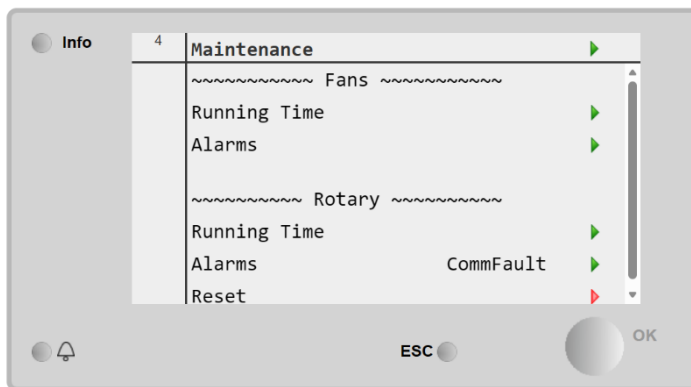 Info
4 Maintenance
~~~~~~~~~~~ Fans ~~~~~~~~~~~
Running Time
Alarms
~~~~~~~~~~ Rotary ~~~~~~~~~~
Running Time
Alarms CommFault
Reset
ESC
OK